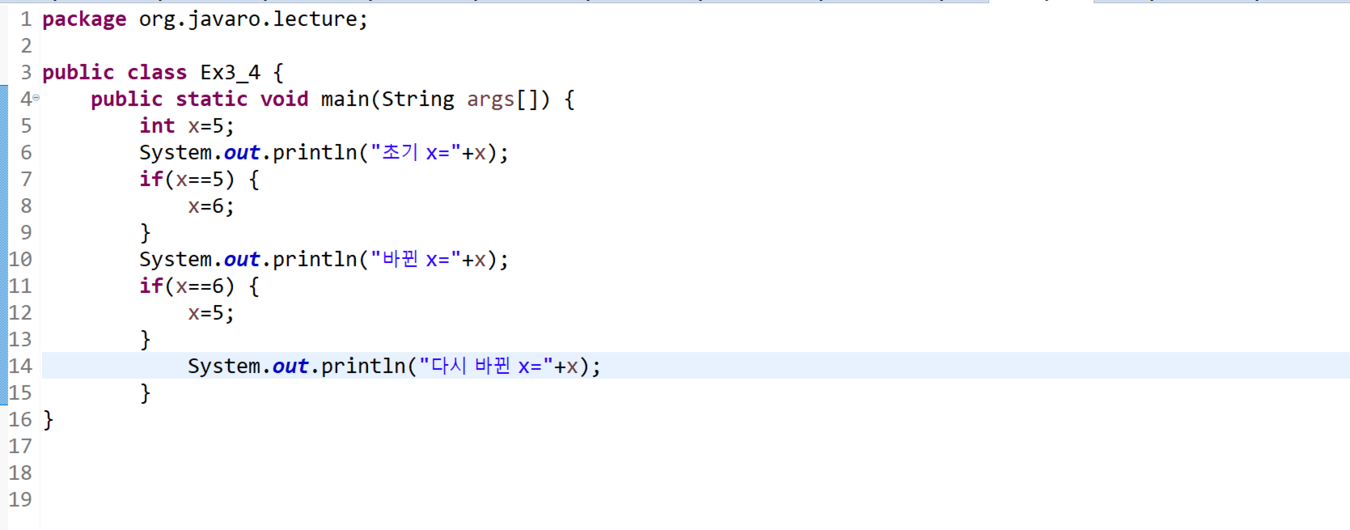 1 package org.javaro.lecture;
2
3 public class Ex3_4 {
4     public static void main(String args[]) {
5         int x=5;
6         System.out.println("초기 x="+x);
7         if(x==5) {
8             x=6;
9         }
10         System.out.println("바뀐 x="+x);
11         if(x==6) {
12             x=5;
13         }
14             System.out.println("다시 바뀐 x="+x);
15         }
16 }
17
18
19